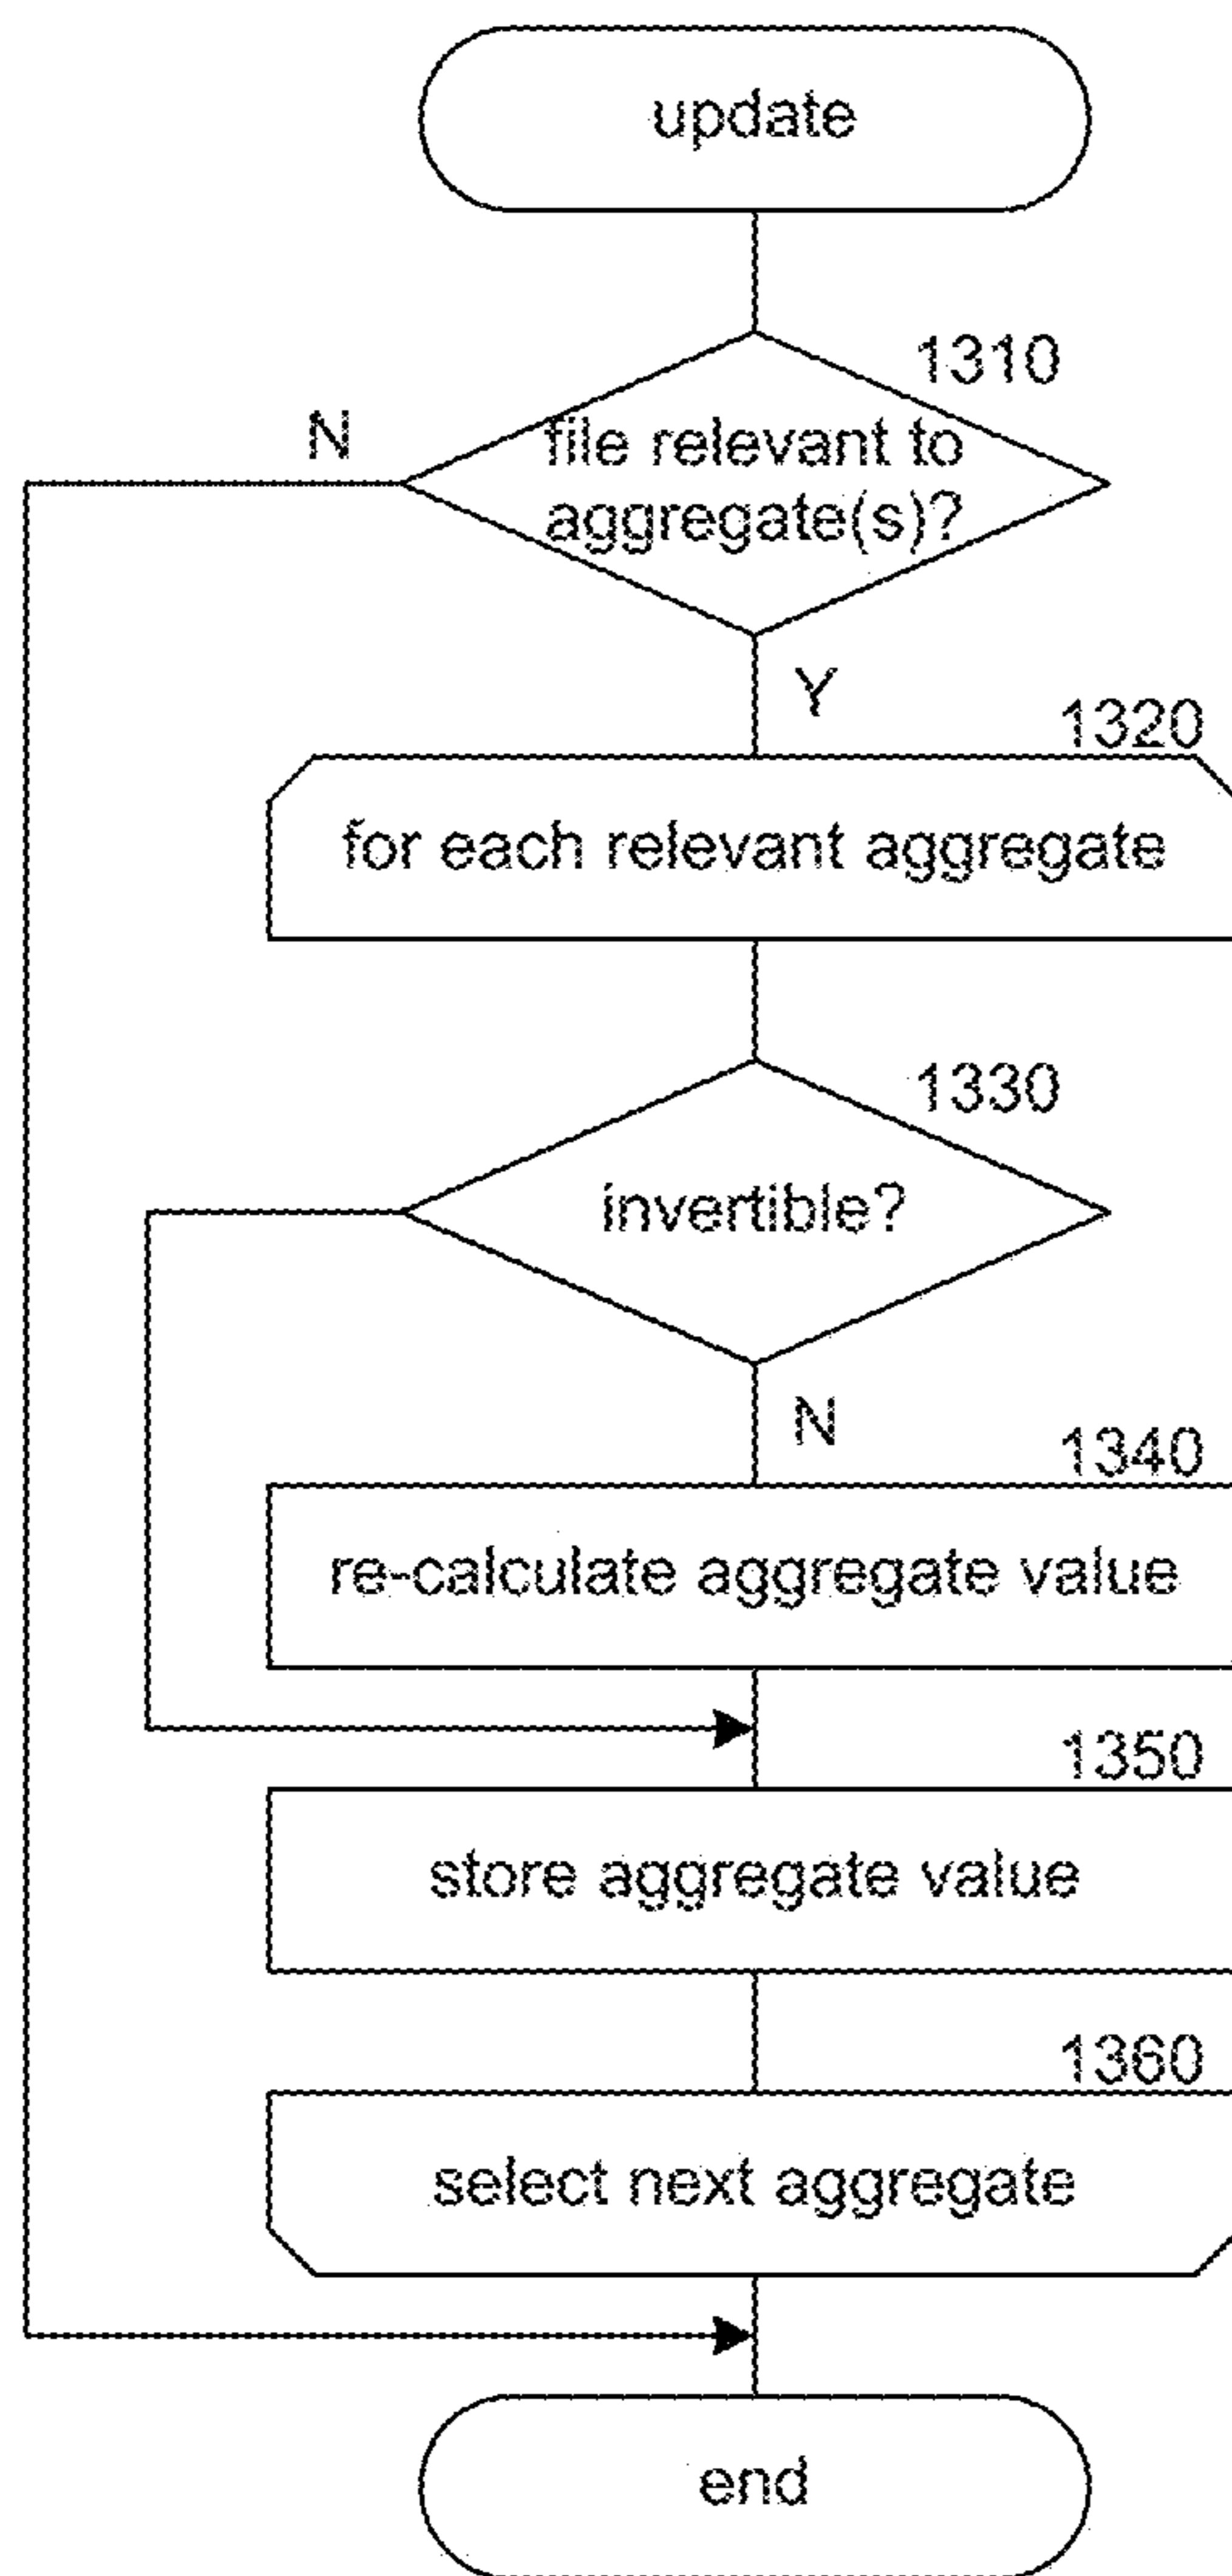 update
1310
N
file relevant to
aggregate(s)?
Y
1320
for each relevant aggregate
1330
invertible?
N
1340
re-calculate aggregate value
1350
store aggregate value
1360
select next aggregate
end